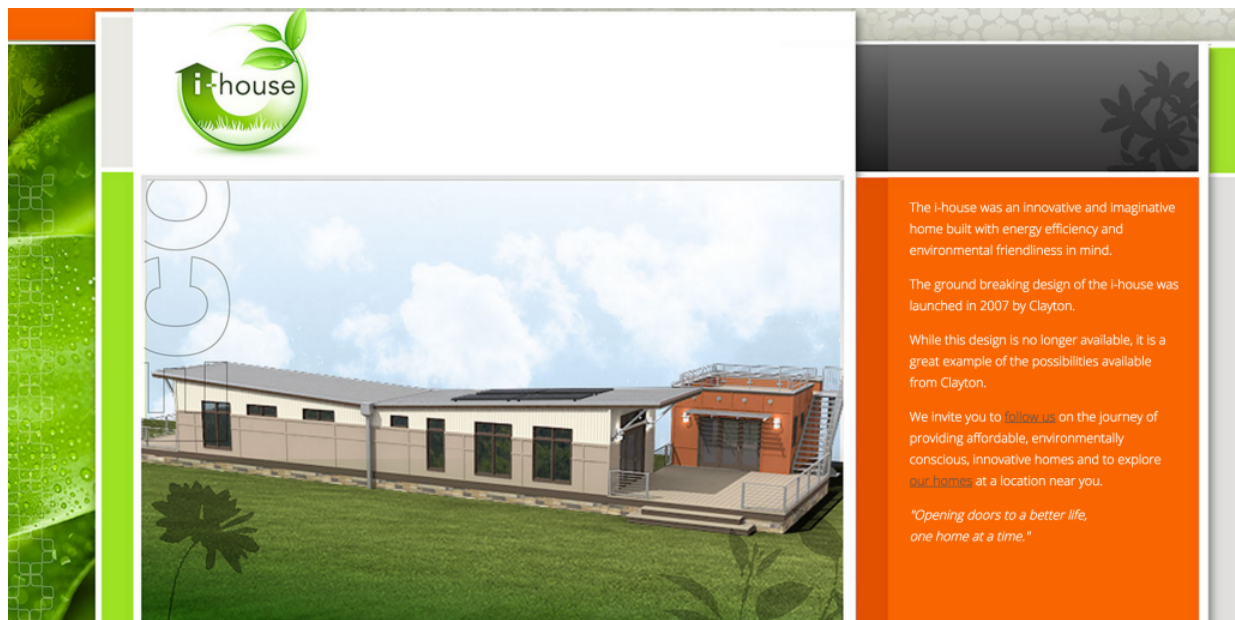 i-house
ECO
The i-house was an innovative and imaginative
home built with energy efficiency and
environmental friendliness in mind.
The ground breaking design of the i-house was
launched in 2007 by Clayton.
While this design is no longer available, it is a
great example of the possibilities available
from Clayton.
We invite you to follow us on the journey of
providing affordable, environmentally
conscious, innovative homes and to explore
our homes at a location near you.
"Opening doors to a better life,
one home at a time."